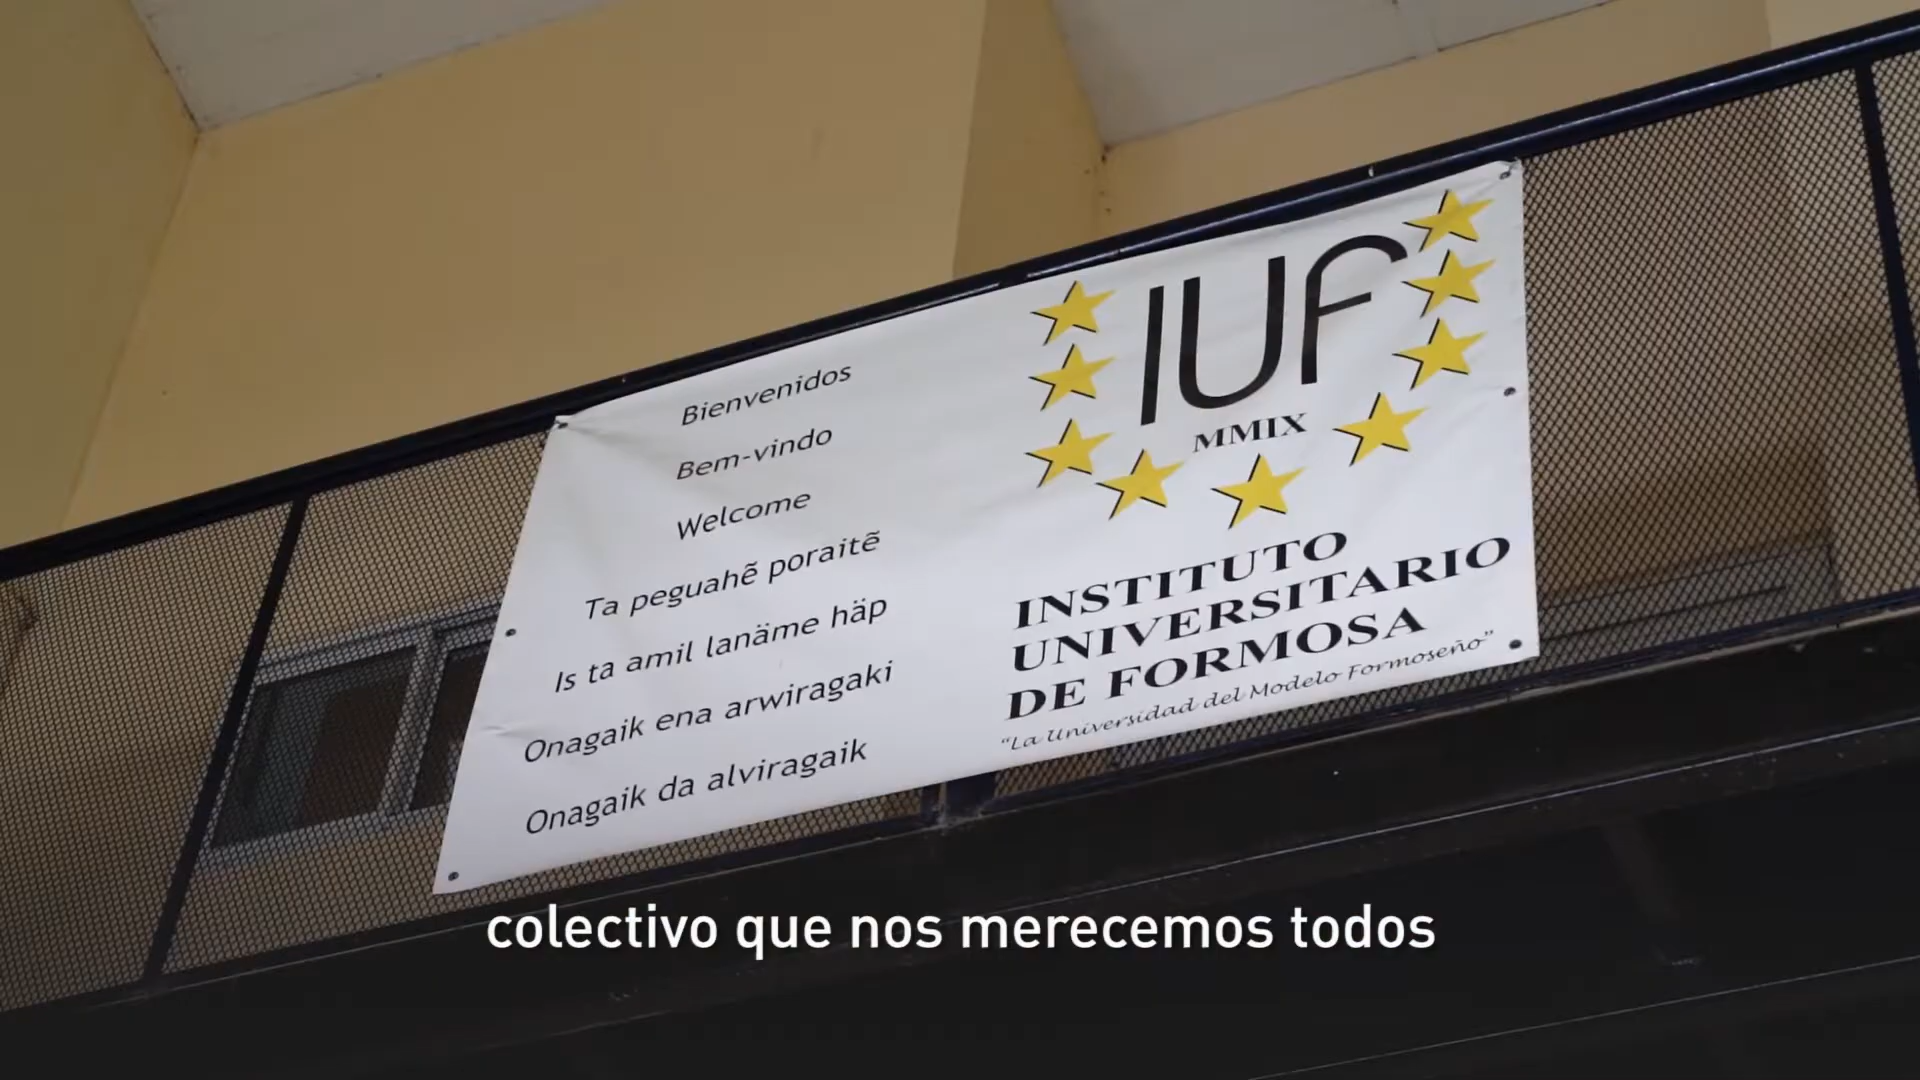 Bienvenidos
Bem-vindo
Welcome
Ta peguahẽ poraitẽ
Is ta amil lanäme häp
Onagaik ena arwiragaki
Onagaik da alviragaik
IUF
MMIX
INSTITUTO
UNIVERSITARIO
DE FORMOSA
“La Universidad del Modelo Formoseño”
colectivo que nos merecemos todos